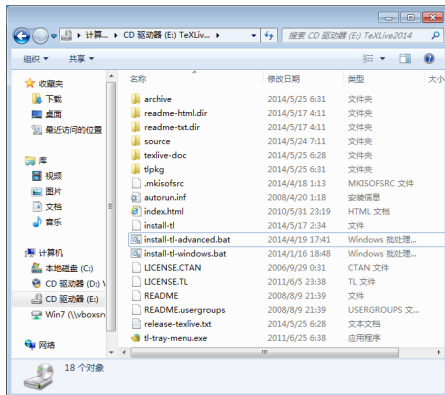 计算... CD 驱动器 (E:) TeXLiv... 搜索 CD 驱动器 (E:) TeXLive2014
组织 共享
收藏夹
下载
桌面
最近访问的位置
库
视频
图片
文档
音乐
计算机
本地磁盘 (C:)
CD 驱动器 (D:) V
CD 驱动器 (E:)
Win7 (\\vboxsr
网络
名称 修改日期 类型 大小
archive 2014/5/25 6:31 文件夹
readme-html.dir 2014/5/17 4:11 文件夹
readme-txt.dir 2014/5/17 4:11 文件夹
source 2014/5/24 7:11 文件夹
texlive-doc 2014/5/25 6:28 文件夹
tlpkg 2014/5/25 6:31 文件夹
.mkisofsrc 2014/4/18 1:13 MKISOFSRC 文件
autorun.inf 2008/4/20 1:18 安装信息
index.html 2010/5/31 23:19 HTML 文档
install-tl 2014/5/17 2:34 文件
install-tl-advanced.bat 2014/4/19 17:41 Windows 批处理...
install-tl-windows.bat 2014/1/16 18:48 Windows 批处理...
LICENSE.CTAN 2006/9/29 0:31 CTAN 文件
LICENSE.TL 2011/6/5 23:38 TL 文件
README 2008/8/9 21:39 文件
README.usergroups 2008/8/9 21:39 USERGROUPS 文...
release-texlive.txt 2014/5/25 6:28 文本文档
tl-tray-menu.exe 2011/6/25 6:38 应用程序
18 个对象